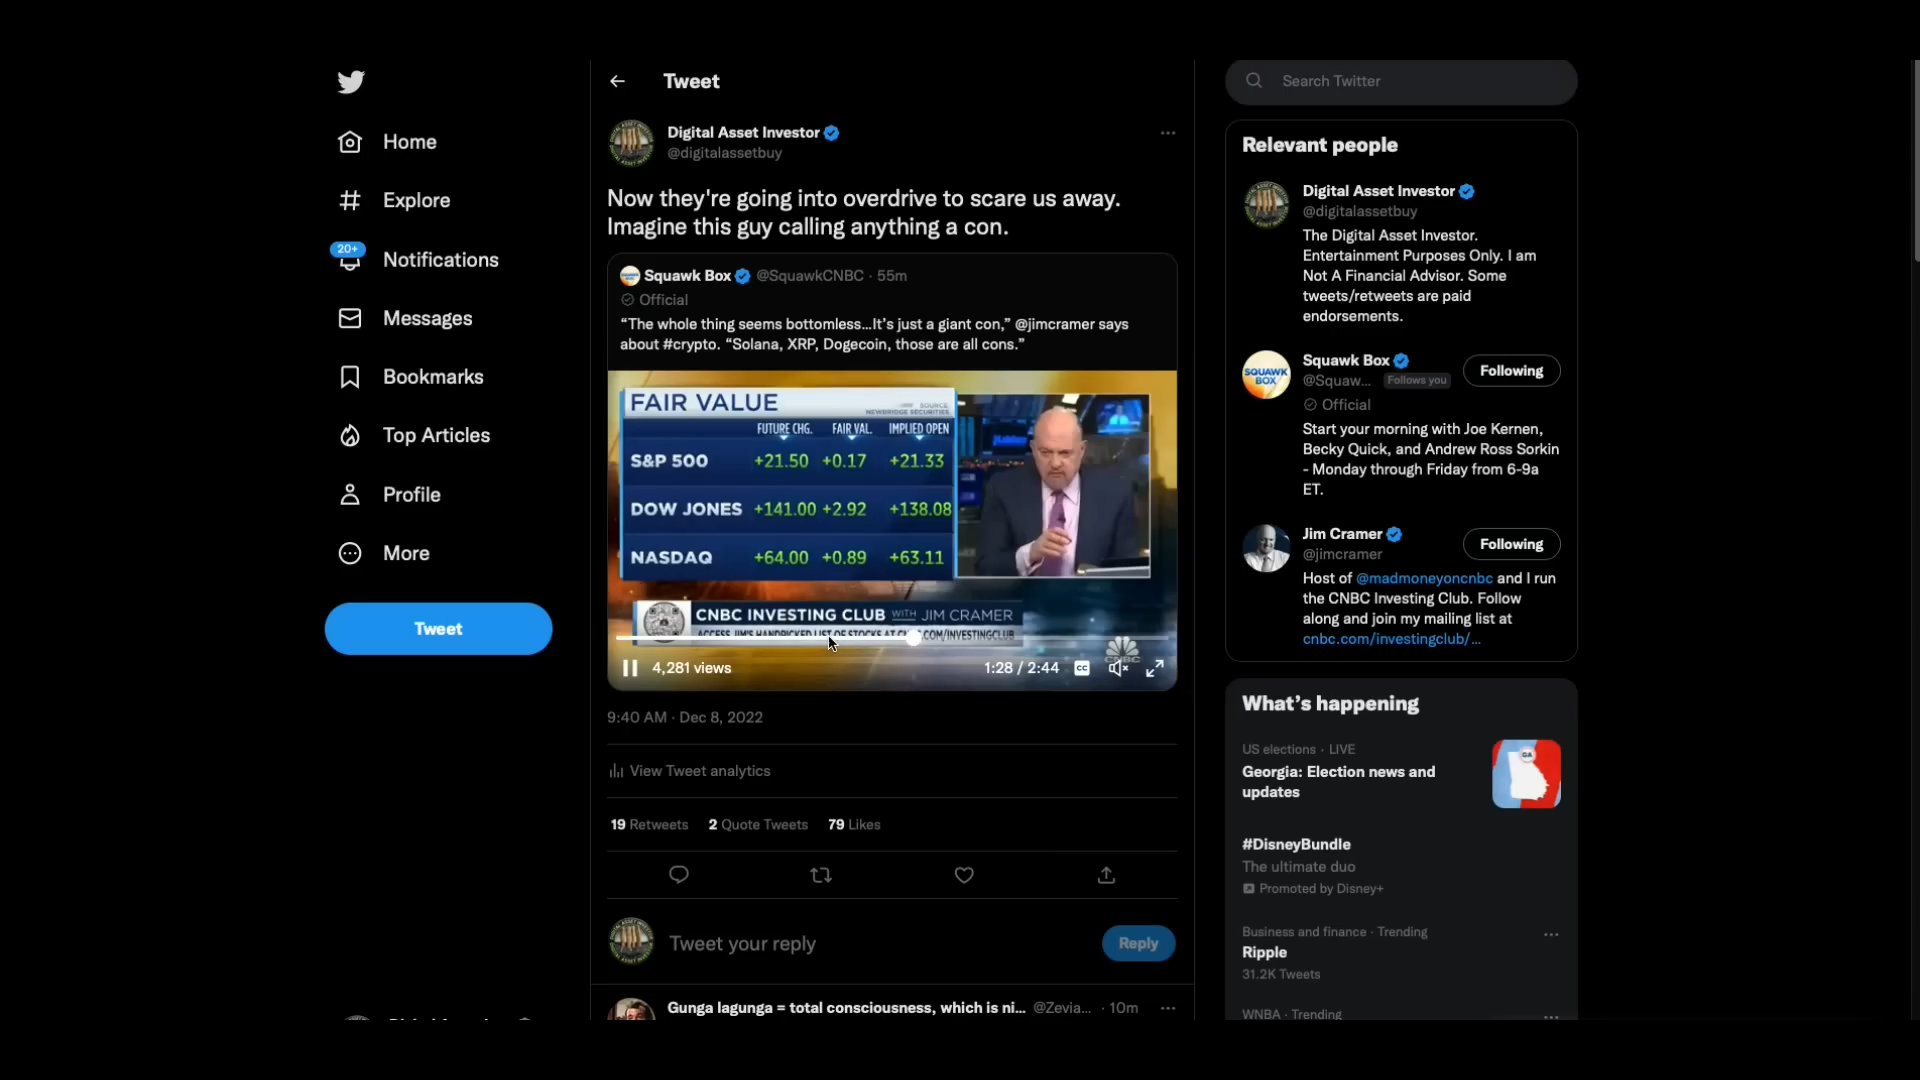 Tweet
Search Twitter
Home
Explore
20+
Notifications
Messages
Bookmarks
Top Articles
Profile
More
Tweet
Digital Asset Investor
@digitalassetbuy
Now they're going into overdrive to scare us away.
Imagine this guy calling anything a con.
Squawk Box @SquawkCNBC · 55m
Official
“The whole thing seems bottomless...It’s just a giant con,” @jimcramer says
about #crypto. “Solana, XRP, Dogecoin, those are all cons.”
FAIR VALUE
SOURCE:
NEWBRIDGE SECURITIES
FUTURE CHG. FAIR VAL. IMPLIED OPEN
S&P 500 +21.50 +0.17 +21.33
DOW JONES +141.00 +2.92 +138.08
NASDAQ +64.00 +0.89 +63.11
CNBC INVESTING CLUB WITH JIM CRAMER
ACCESS JIM'S HANDPICKED LIST OF STOCKS AT .COM/INVESTINGCLUB
CNBC
4,281 views
1:28 / 2:44
CC
9:40 AM · Dec 8, 2022
View Tweet analytics
19 Retweets 2 Quote Tweets 79 Likes
Tweet your reply
Reply
Gunga lagunga = total consciousness, which is ni... @Zevia... · 10m
Relevant people
Digital Asset Investor
@digitalassetbuy
The Digital Asset Investor.
Entertainment Purposes Only. I am
Not A Financial Advisor. Some
tweets/retweets are paid
endorsements.
SQUAWK
BOX
Squawk Box
@Squaw... Follows you
Following
Official
Start your morning with Joe Kernen,
Becky Quick, and Andrew Ross Sorkin
- Monday through Friday from 6-9a
ET.
Jim Cramer
@jimcramer
Following
Host of @madmoneyoncnbc and I run
the CNBC Investing Club. Follow
along and join my mailing list at
cnbc.com/investingclub/...
What’s happening
US elections · LIVE
Georgia: Election news and
updates
GA
#DisneyBundle
The ultimate duo
Promoted by Disney+
Business and finance · Trending
Ripple
31.2K Tweets
WNBA · Trending